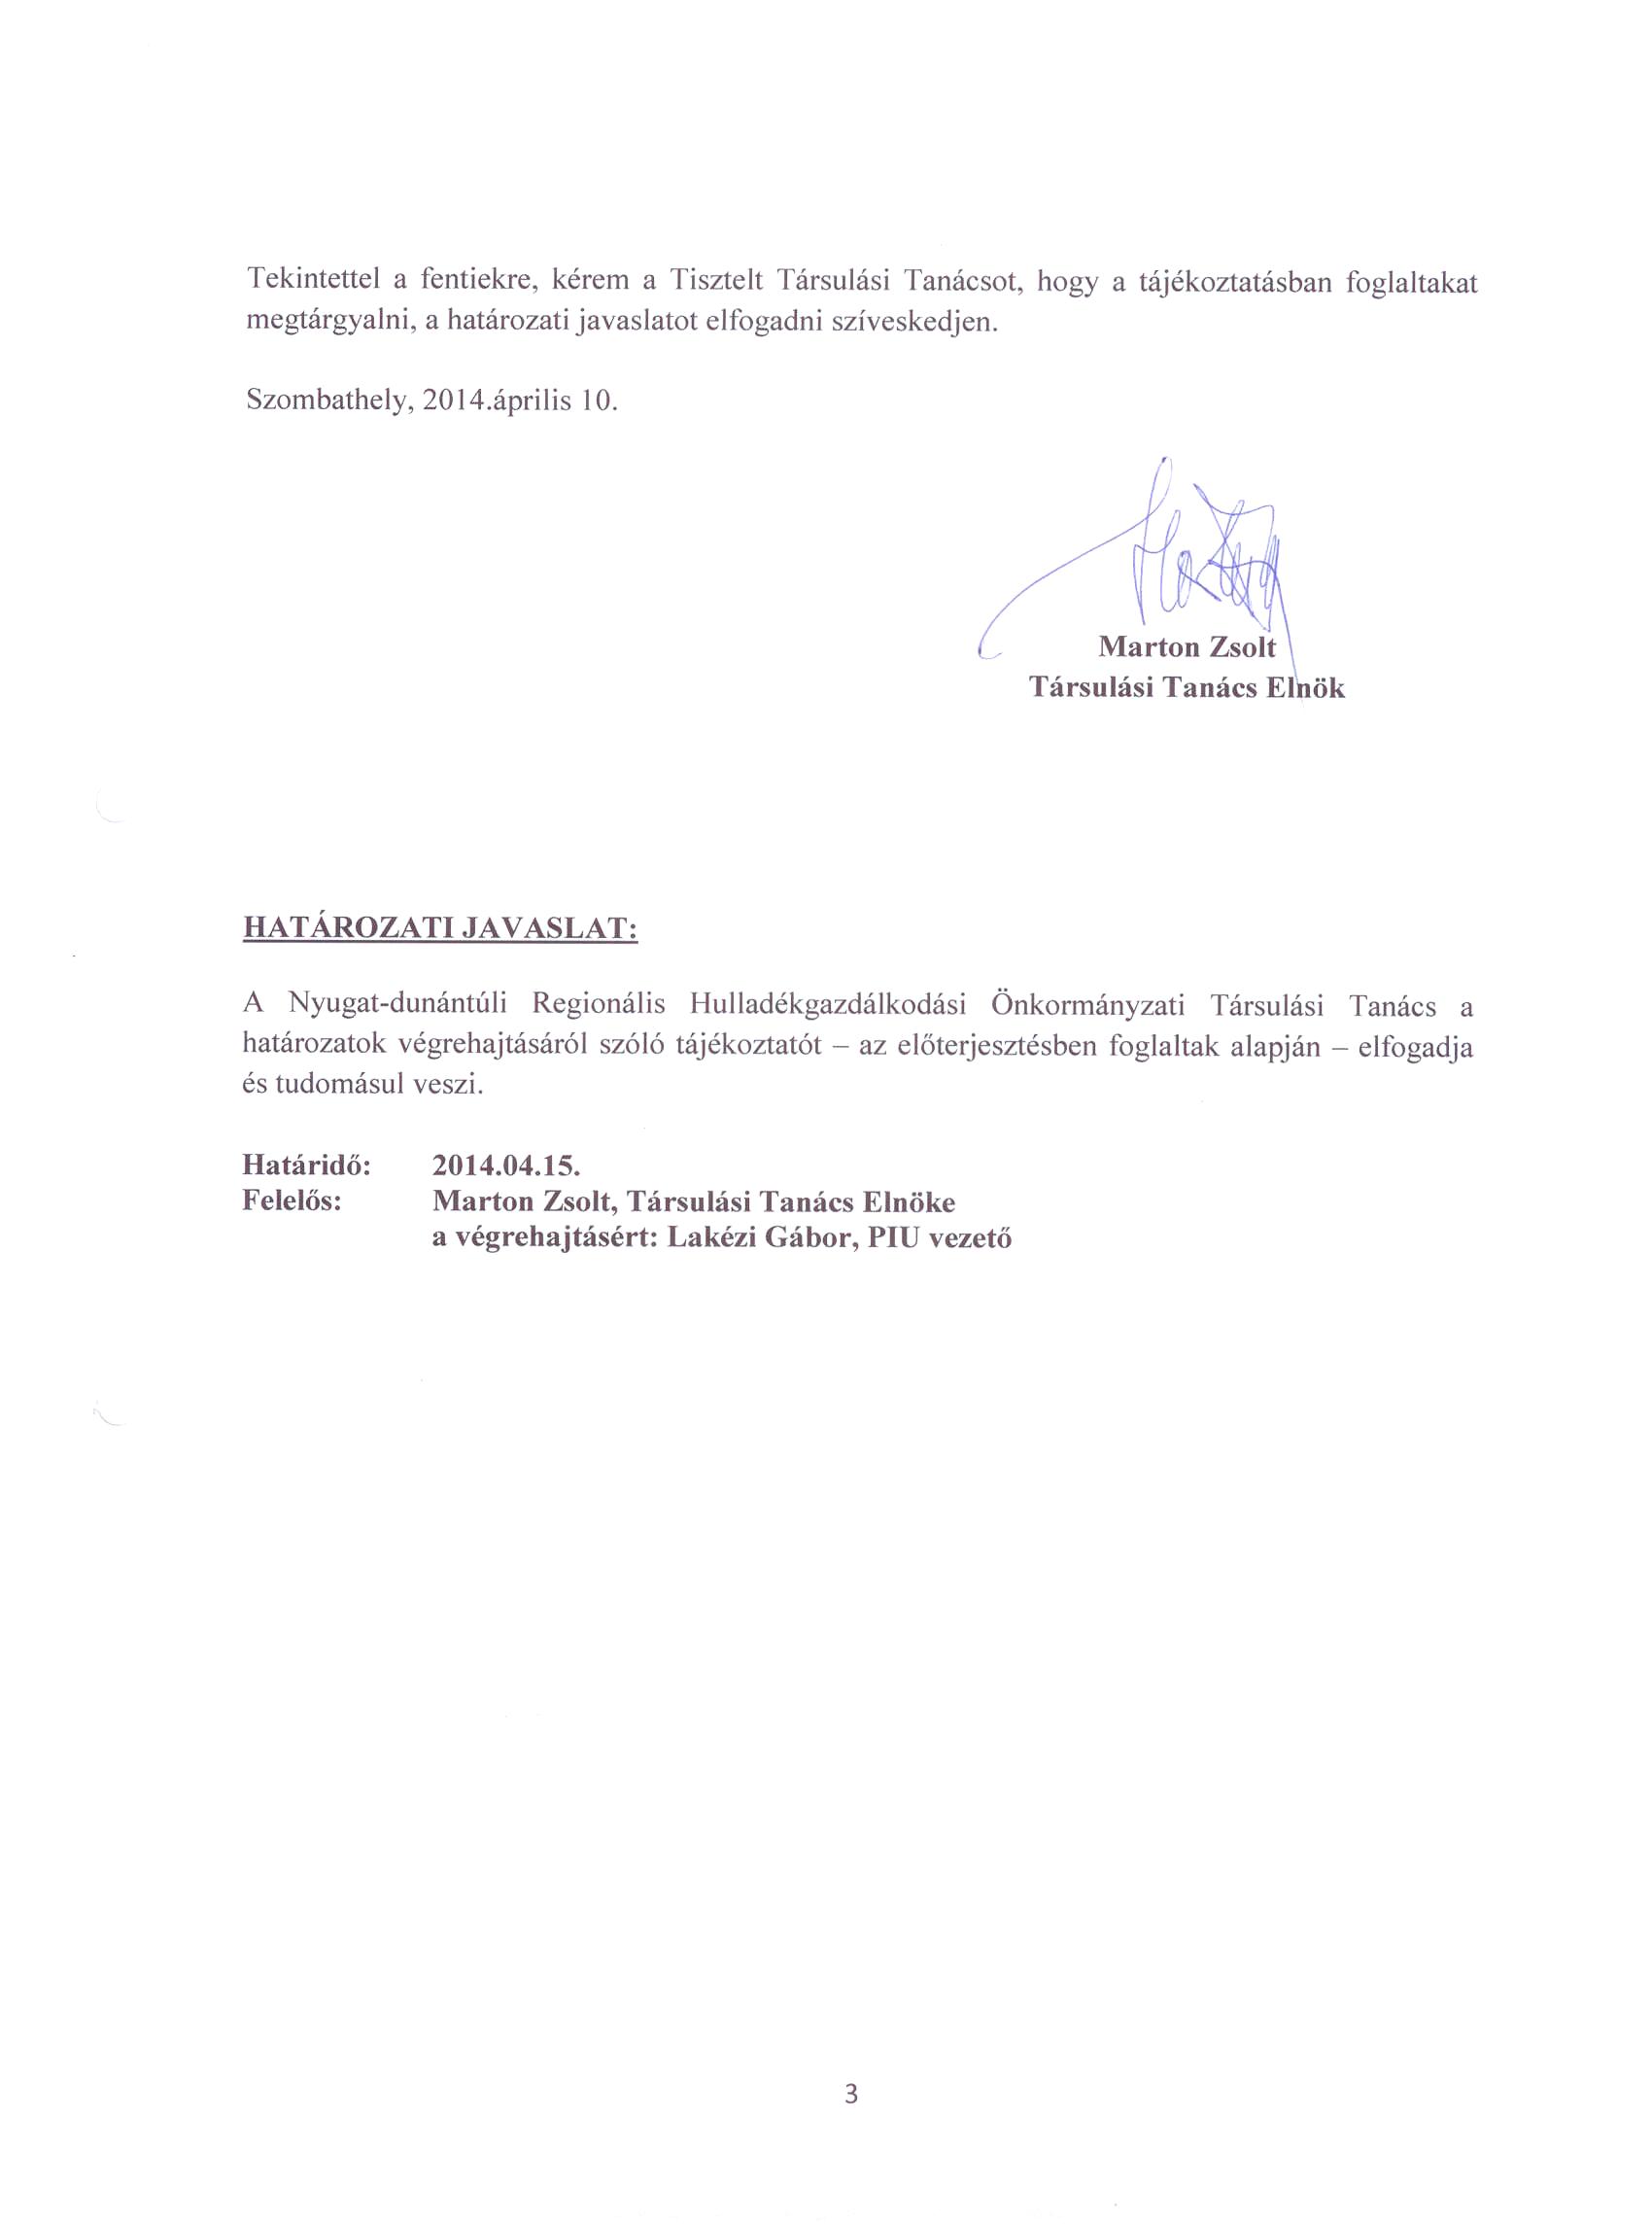 Tekintettel a fentiekre, kérem a Tisztelt Társulási Tanácsot, hogy a tájékoztatásban foglaltakat
megtárgyalni, a határozati javaslatot elfogadni szíveskedjen.
Szombathely, 2014.április 10.
Marton Zsolt
Társulási Tanács Elnök
HATÁROZATI JAVASLAT:
A Nyugat-dunántúli Regionális Hulladékgazdálkodási Önkormányzati Társulási Tanács a
határozatok végrehajtásáról szóló tájékoztatót – az előterjesztésben foglaltak alapján – elfogadja
és tudomásul veszi.
Határidő: 2014.04.15.
Felelős: Marton Zsolt, Társulási Tanács Elnöke
a végrehajtásért: Lakézi Gábor, PIU vezető
3